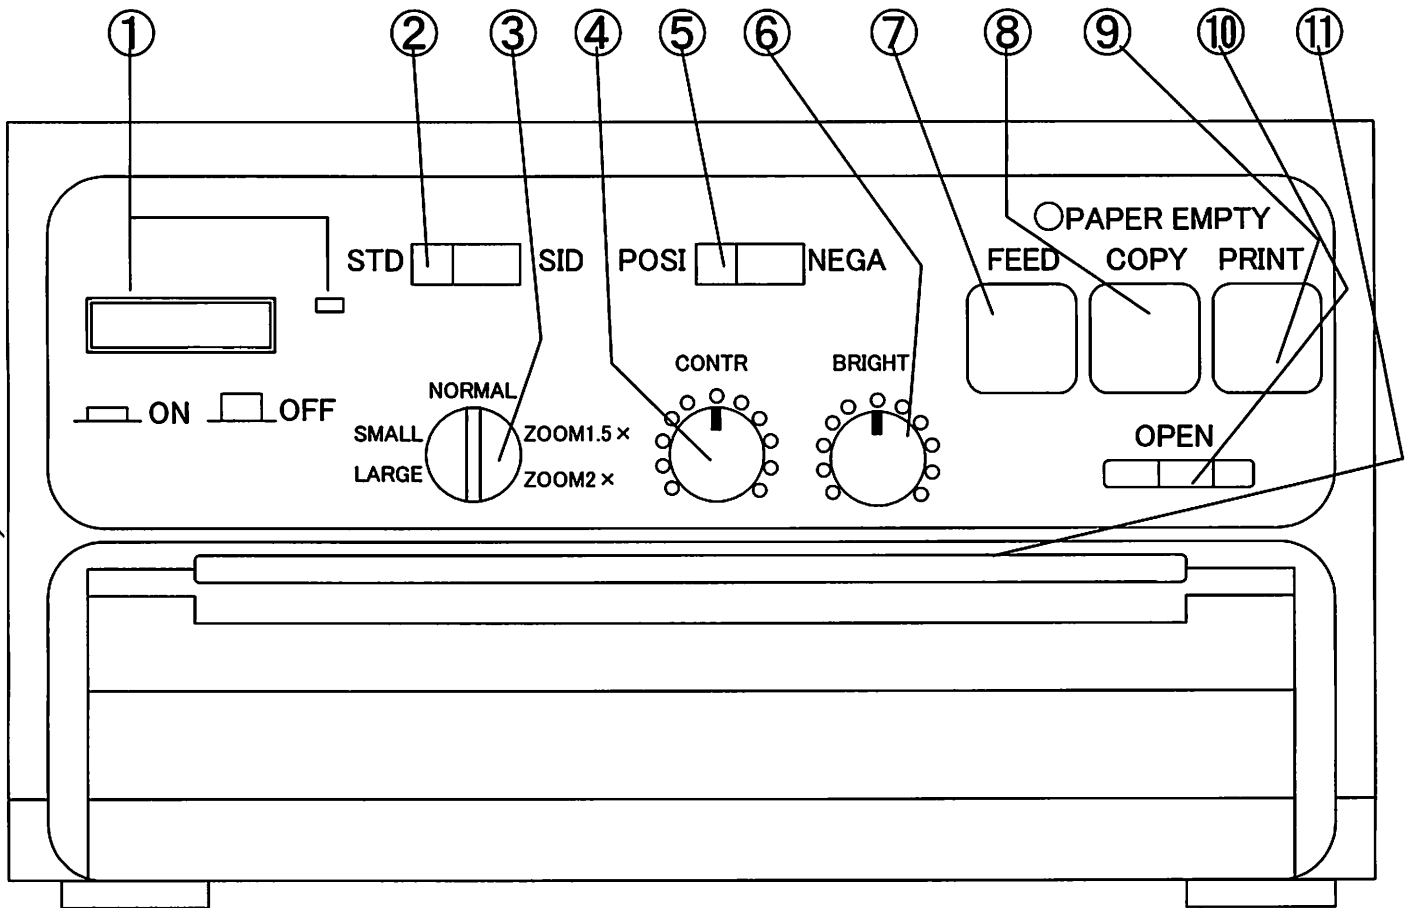 ① ② ③ ④ ⑤ ⑥ ⑦ ⑧ ⑨ ⑩ ⑪
PAPER EMPTY
STD SID POSI NEGA FEED COPY PRINT
CONTR BRIGHT
NORMAL
ON OFF
SMALL ZOOM1.5×
OPEN
LARGE ZOOM2×